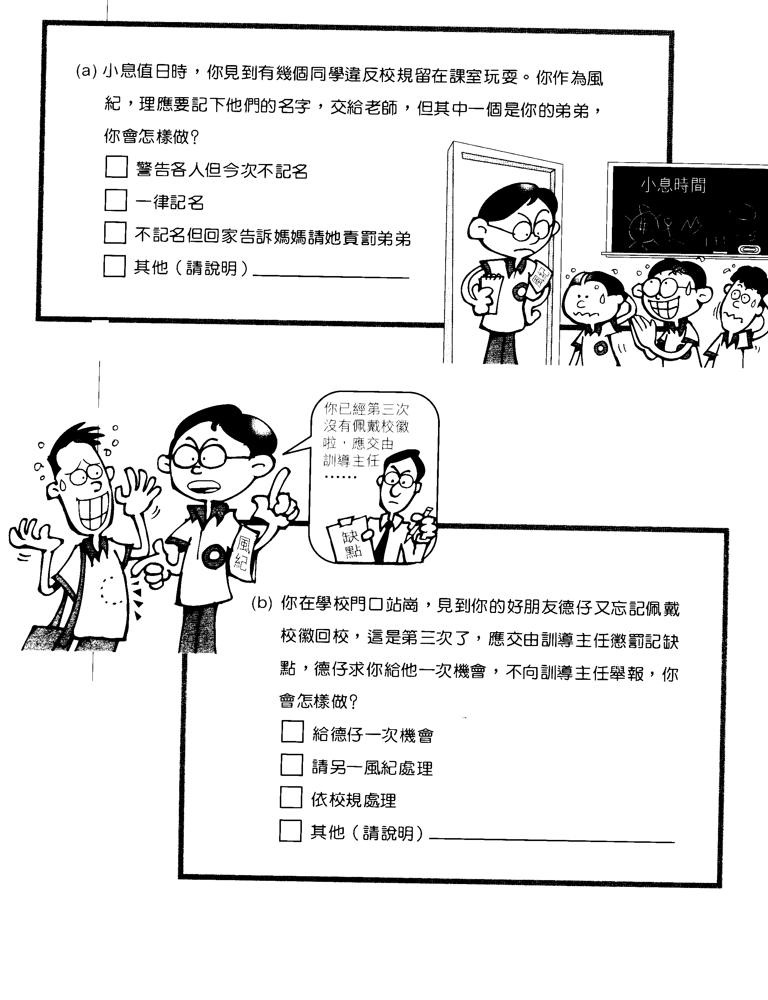 (a) 小息值日時，你見到有幾個同學違反校規留在課室玩耍。你作為風
紀，理應要記下他們的名字，交給老師，但其中一個是你的弟弟，
你會怎樣做？
警告各人但今次不記名
一律記名
不記名但回家告訴媽媽請她責罰弟弟
其他（請說明）
小息時間
風紀
你已經第三次
沒有佩戴校徽
啦，應交由
訓導主任
……
缺
點
風
紀
(b) 你在學校門口站崗，見到你的好朋友德仔又忘記佩戴
校徽回校，這是第三次了，應交由訓導主任懲罰記缺
點，德仔求你給他一次機會，不向訓導主任舉報，你
會怎樣做？
給德仔一次機會
請另一風紀處理
依校規處理
其他（請說明）